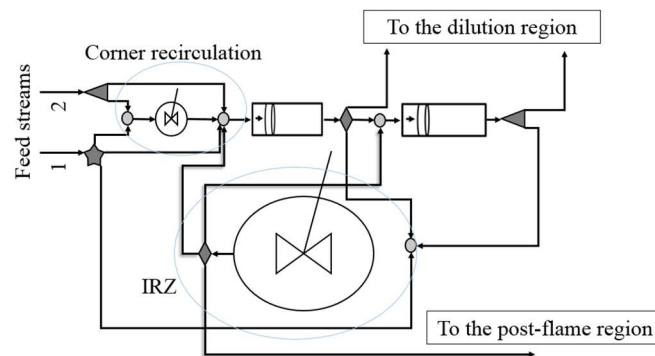 To the dilution region
Corner recirculation
Feed streams
2
1
IRZ
To the post-flame region